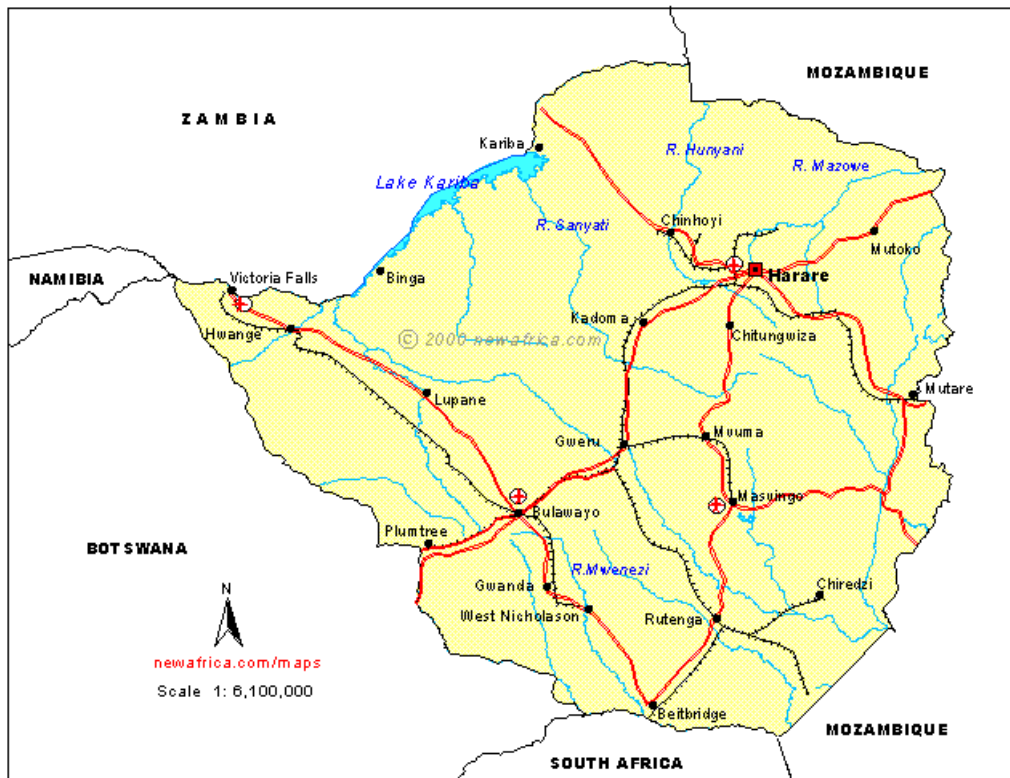 MOZAMBIQUE
ZAMBIA
Kariba
R. Hunyani
R. Mazowe
Lake Kariba
R. Sanyati
Chinhoyi
Mutoko
NAMIBIA
Victoria Falls
Binga
Harare
Kadoma
Hwange
© 2000 newafrica.com
Chitungwiza
Lupane
Mutare
Gweru
Mvuma
Masvingo
Bulawayo
Plumtree
BOTSWANA
R.Mwenezi
Gwanda
Chiredzi
N
West Nicholason
Rutenga
newafrica.com/maps
Scale 1: 6,100,000
Beitbridge
MOZAMBIQUE
SOUTH AFRICA